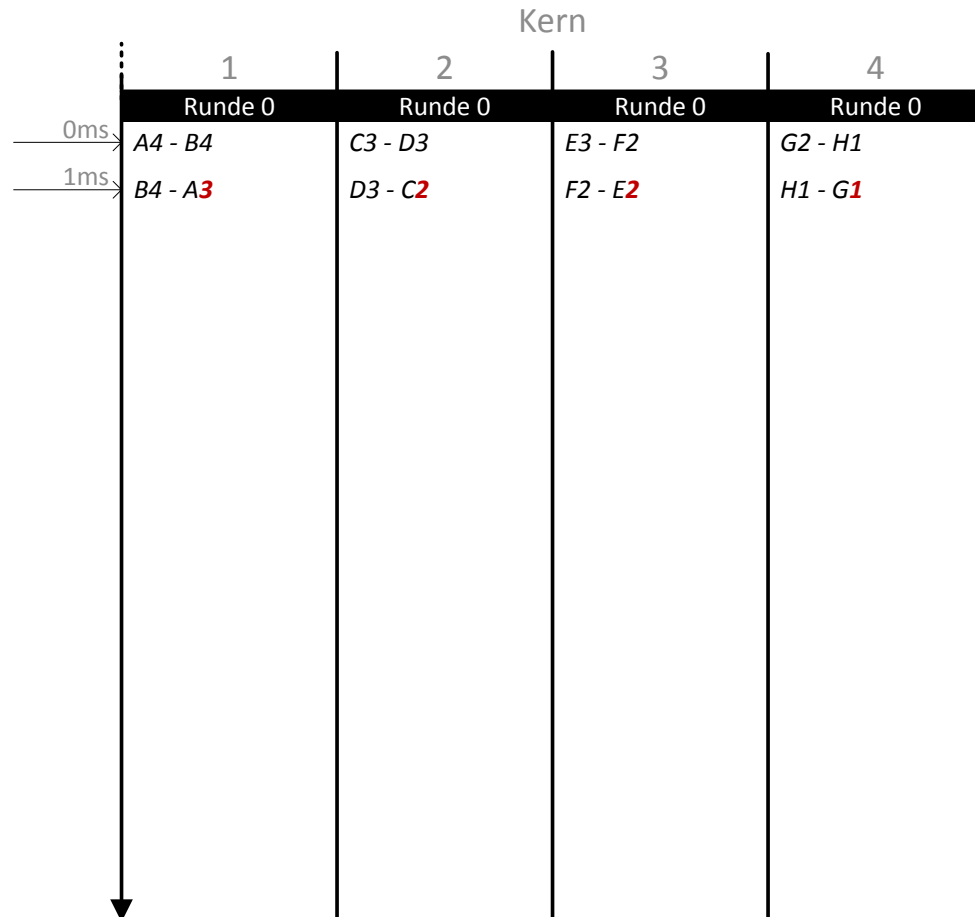 Kern
1 2 3 4
Runde 0 Runde 0 Runde 0 Runde 0
0ms A4 - B4 C3 - D3 E3 - F2 G2 - H1
1ms B4 - A3 D3 - C2 F2 - E2 H1 - G1